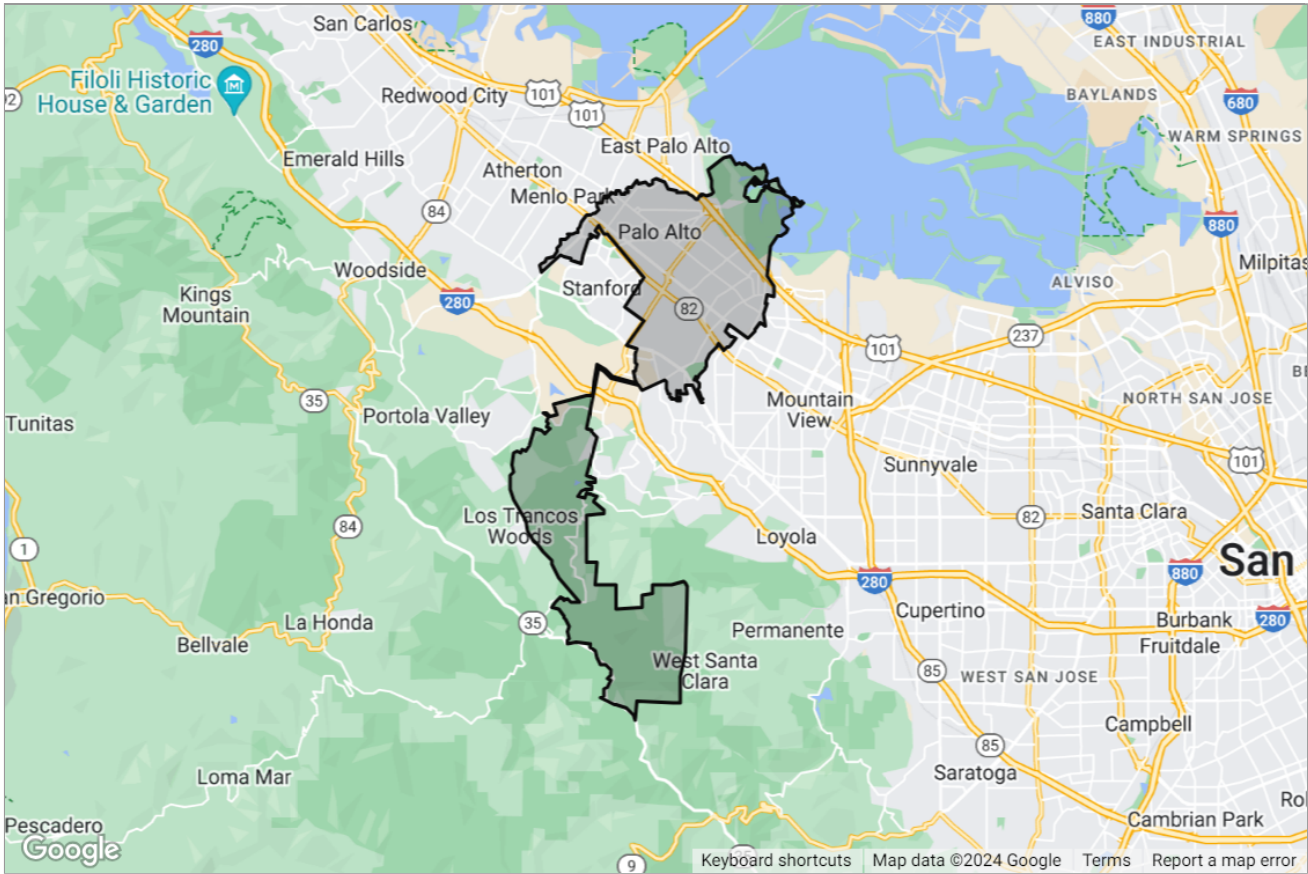 San Carlos
280
880
EAST INDUSTRIAL
Filoli Historic
House & Garden
Redwood City
101
101
BAYLANDS
680
WARM SPRINGS
East Palo Alto
Emerald Hills
Atherton
Menlo Park
84
Palo Alto
880
Woodside
280
Stanford
Milpitas
ALVISO
Kings
Mountain
82
237
101
35
Portola Valley
Mountain
View
NORTH SAN JOSE
Tunitas
101
Sunnyvale
84
Los Trancos
Woods
82
Santa Clara
1
Loyola
880
San
280
n Gregorio
La Honda
35
Cupertino
280
Burbank
Fruitdale
Bellvale
Permanente
West Santa
Clara
85
WEST SAN JOSE
Campbell
85
Loma Mar
Saratoga
Cambrian Park
Pescadero
Google
9
35
Keyboard shortcuts
Map data ©2024 Google
Terms
Report a map error